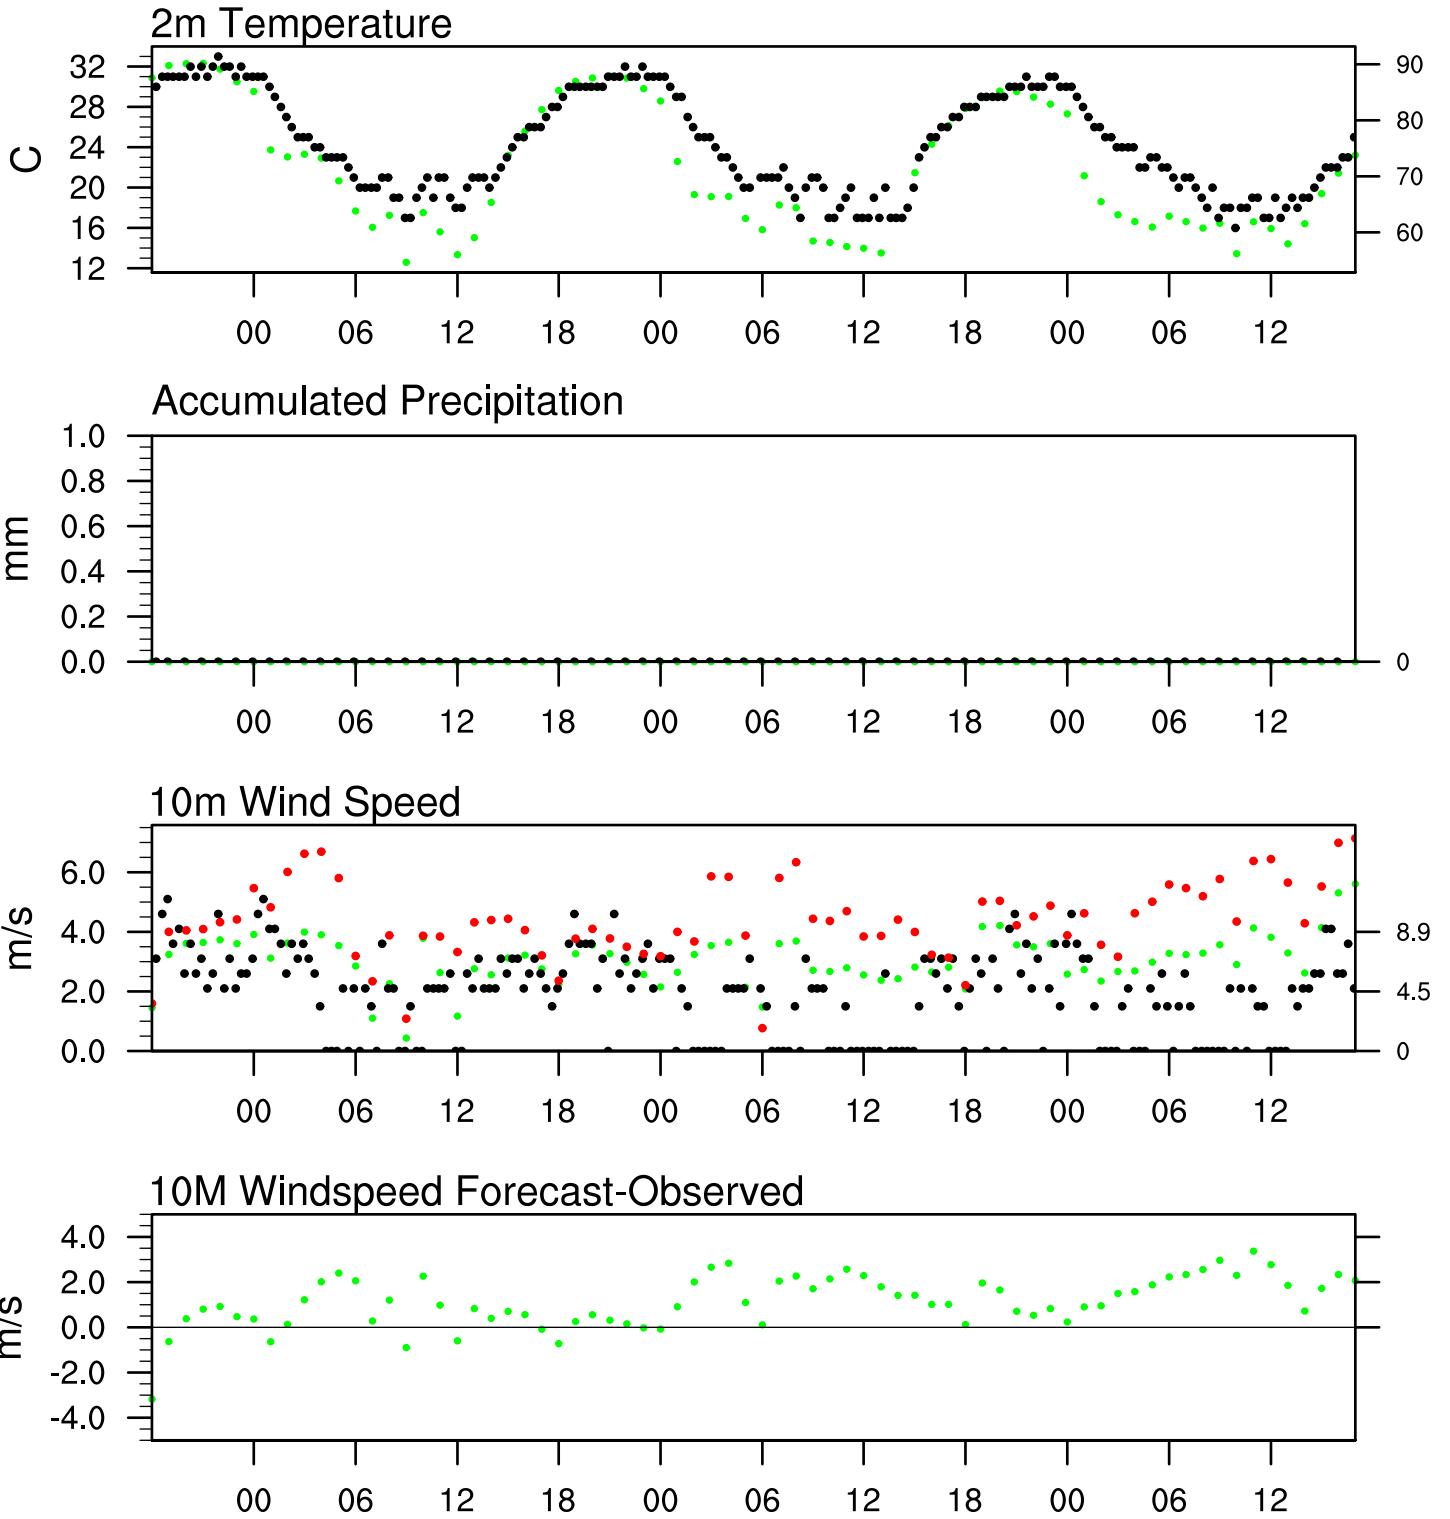 2m Temperature
32
28
24
20
16
12
C
90
80
70
60
00 06 12 18 00 06 12 18 00 06 12
Accumulated Precipitation
1.0
0.8
0.6
0.4
0.2
0.0
mm
0
00 06 12 18 00 06 12 18 00 06 12
10m Wind Speed
6.0
4.0
2.0
0.0
m/s
8.9
4.5
0
00 06 12 18 00 06 12 18 00 06 12
10M Windspeed Forecast-Observed
4.0
2.0
0.0
-2.0
-4.0
m/s
00 06 12 18 00 06 12 18 00 06 12